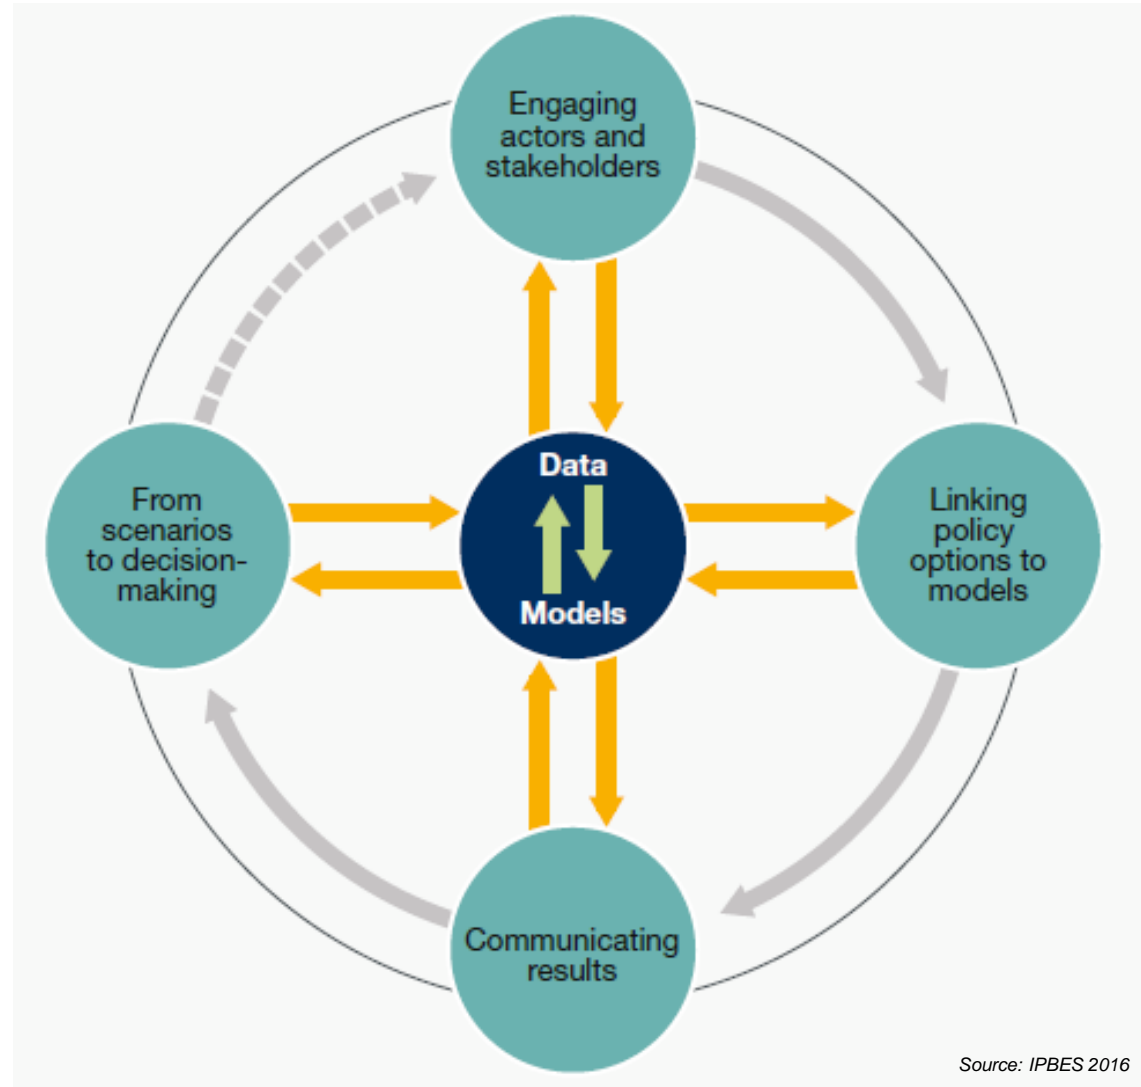 Engaging
actors and
stakeholders
From
scenarios
to decision-
making
Data
Models
Linking
policy
options to
models
Communicating
results
Source: IPBES 2016